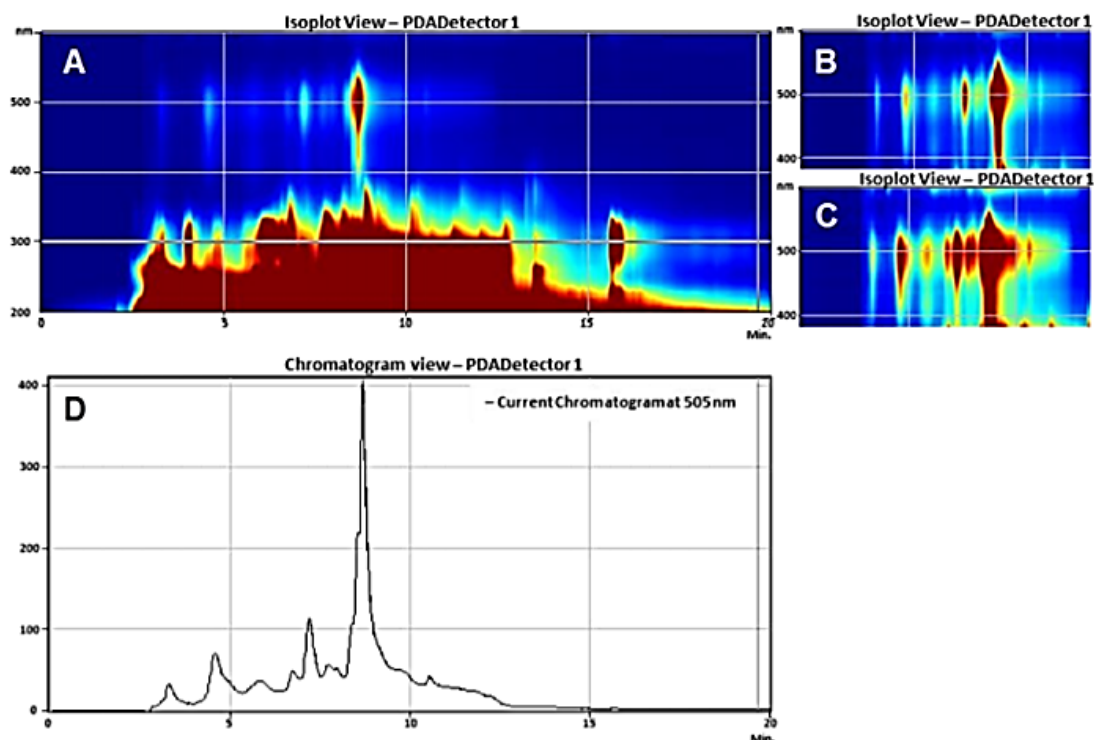 Isoplot View – PDADetector 1
nm
A
500
400
300
200
0
5
10
15
20
Min.
Isoplot View – PDADetector 1
B
500
400
Isoplot View – PDADetector 1
nm
C
500
400
Chromatogram view – PDADetector 1
D
– Current Chromatogram at 505 nm
400
300
200
100
0
0
5
10
15
20
Min.